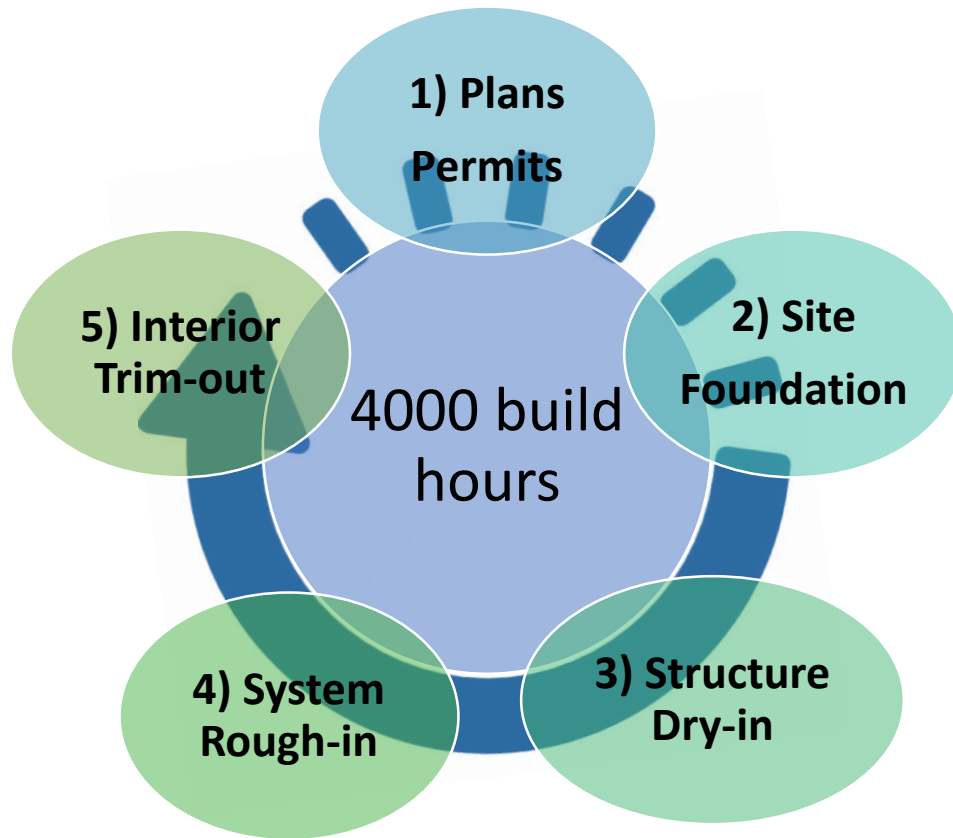 1) Plans
Permits
2) Site
Foundation
3) Structure
Dry-in
4) System
Rough-in
5) Interior
Trim-out
4000 build
hours